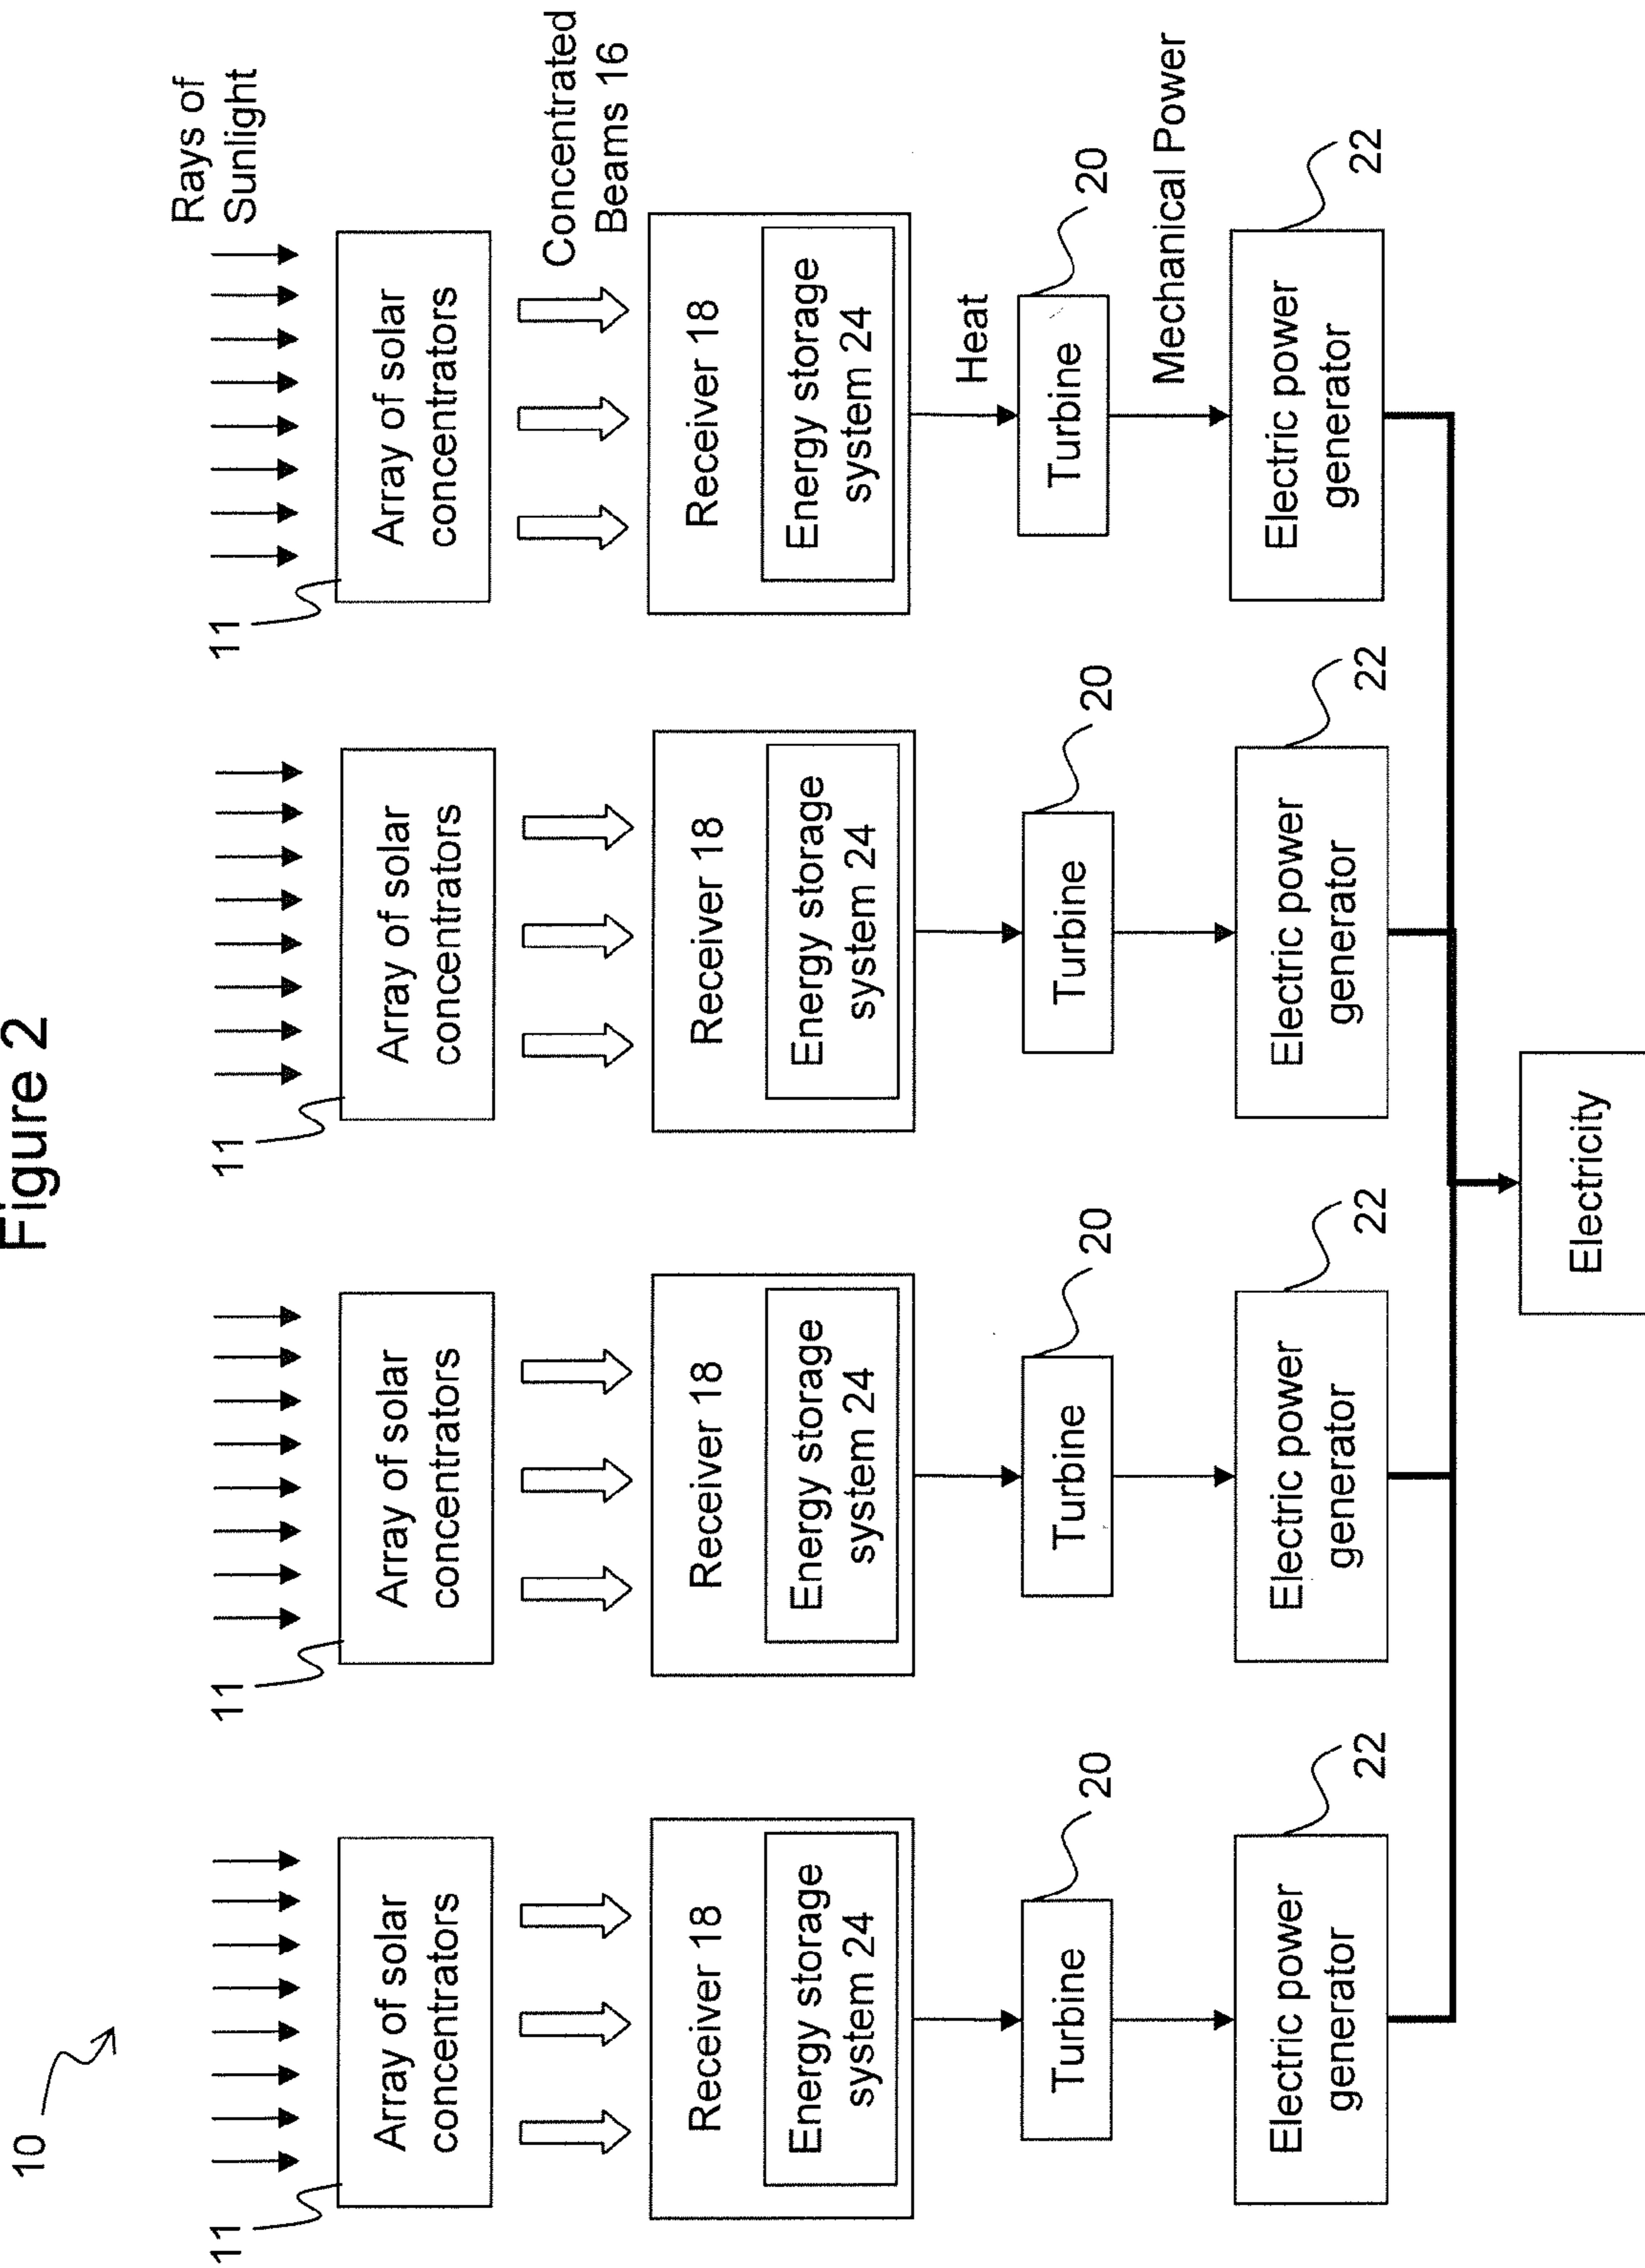 Figure 2
10
Rays of
Sunlight
11
11
11
11
Array of solar
concentrators
Array of solar
concentrators
Array of solar
concentrators
Array of solar
concentrators
Concentrated
Beams 16
Receiver 18
Energy storage
system 24
Receiver 18
Energy storage
system 24
Receiver 18
Energy storage
system 24
Receiver 18
Energy storage
system 24
Heat
Turbine
20
Turbine
20
Turbine
20
Turbine
20
Mechanical Power
Electric power
generator
22
Electric power
generator
22
Electric power
generator
22
Electric power
generator
22
Electricity